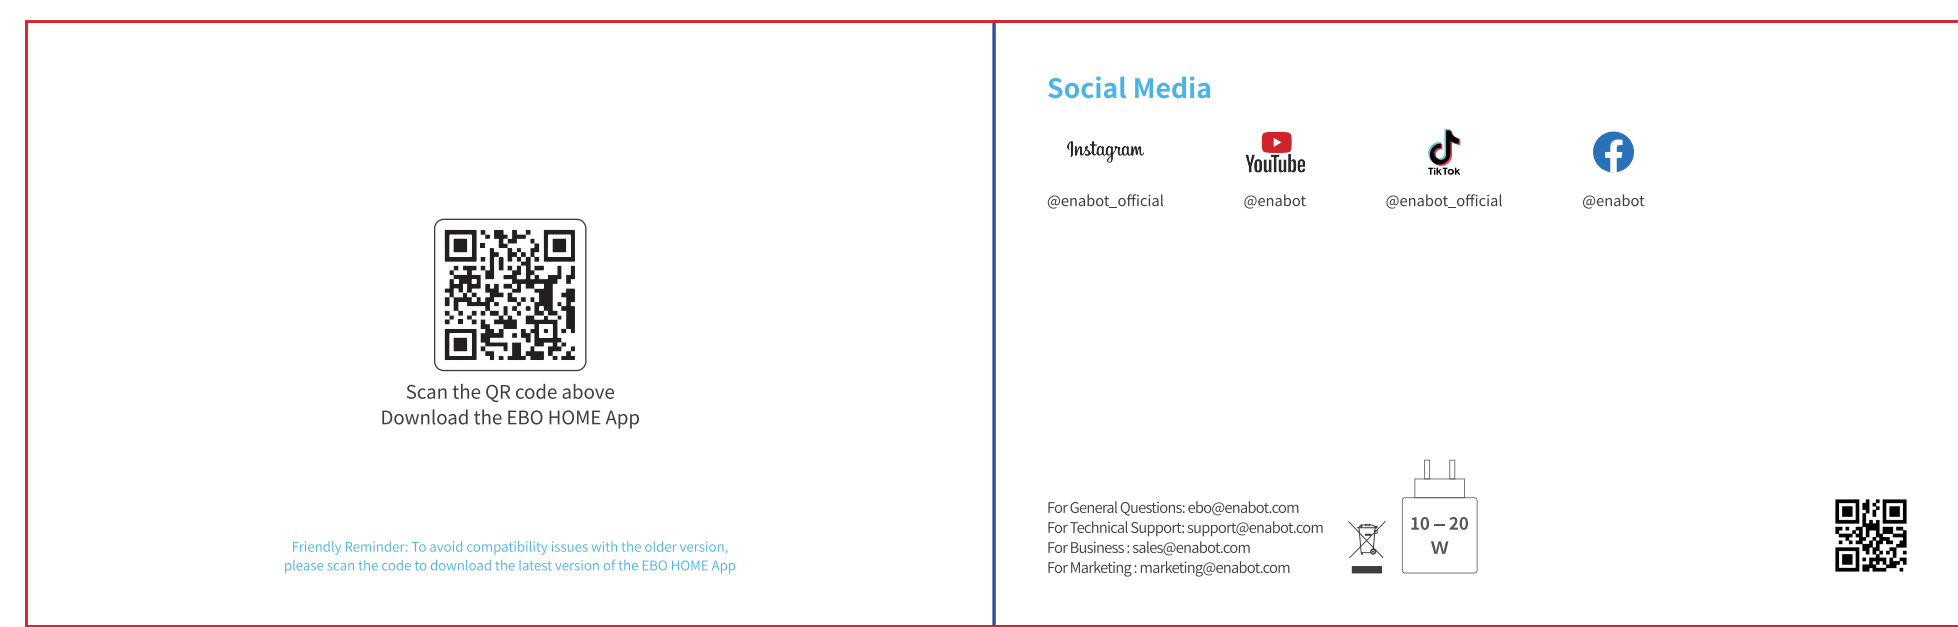 Scan the QR code above
Download the EBO HOME App
Friendly Reminder: To avoid compatibility issues with the older version,
please scan the code to download the latest version of the EBO HOME App
Social Media
Instagram
YouTube
TikTok
@enabot_official
@enabot
@enabot_official
@enabot
For General Questions: ebo@enabot.com
For Technical Support: support@enabot.com
For Business : sales@enabot.com
For Marketing : marketing@enabot.com
10 – 20
W